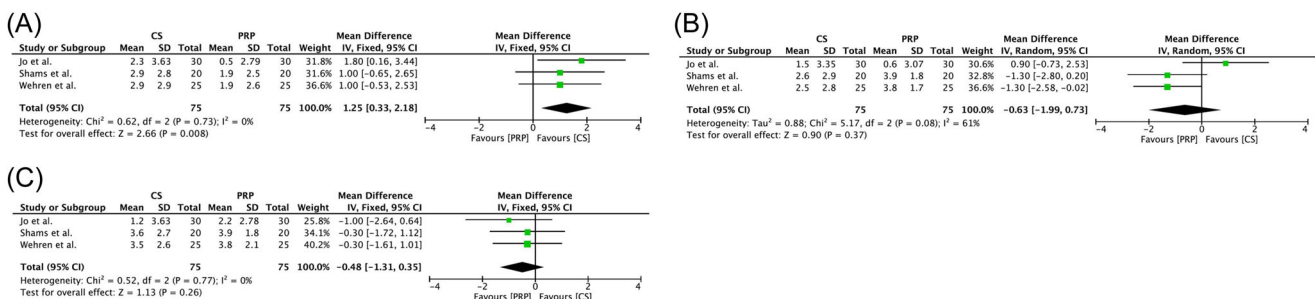 (A)
CS PRP Mean Difference Mean Difference
Study or Subgroup Mean SD Total Mean SD Total Weight IV, Fixed, 95% CI IV, Fixed, 95% CI
Jo et al. 2.3 3.63 30 0.5 2.79 30 31.8% 1.80 [0.16, 3.44]
Shams et al. 2.9 2.8 20 1.9 2.5 20 31.6% 1.00 [-0.65, 2.65]
Wehren et al. 2.9 2.9 25 1.9 2.6 25 36.6% 1.00 [-0.53, 2.53]
Total (95% CI) 75 75 100.0% 1.25 [0.33, 2.18]
Heterogeneity: Chi² = 0.62, df = 2 (P = 0.73); I² = 0%
Test for overall effect: Z = 2.66 (P = 0.008)
-4 -2 0 2 4
Favours [PRP] Favours [CS]
(B)
CS PRP Mean Difference Mean Difference
Study or Subgroup Mean SD Total Mean SD Total Weight IV, Random, 95% CI IV, Random, 95% CI
Jo et al. 1.5 3.35 30 0.6 3.07 30 30.6% 0.90 [-0.73, 2.53]
Shams et al. 2.6 2.9 20 3.9 1.8 20 32.8% -1.30 [-2.80, 0.20]
Wehren et al. 2.5 2.8 25 3.8 1.7 25 36.6% -1.30 [-2.58, -0.02]
Total (95% CI) 75 75 100.0% -0.63 [-1.99, 0.73]
Heterogeneity: Tau² = 0.88; Chi² = 5.17, df = 2 (P = 0.08); I² = 61%
Test for overall effect: Z = 0.90 (P = 0.37)
-4 -2 0 2 4
Favours [PRP] Favours [CS]
(C)
CS PRP Mean Difference Mean Difference
Study or Subgroup Mean SD Total Mean SD Total Weight IV, Fixed, 95% CI IV, Fixed, 95% CI
Jo et al. 1.2 3.63 30 2.2 2.78 30 25.8% -1.00 [-2.64, 0.64]
Shams et al. 3.6 2.7 20 3.9 1.8 20 34.1% -0.30 [-1.72, 1.12]
Wehren et al. 3.5 2.6 25 3.8 2.1 25 40.2% -0.30 [-1.61, 1.01]
Total (95% CI) 75 75 100.0% -0.48 [-1.31, 0.35]
Heterogeneity: Chi² = 0.52, df = 2 (P = 0.77); I² = 0%
Test for overall effect: Z = 1.13 (P = 0.26)
-4 -2 0 2 4
Favours [PRP] Favours [CS]